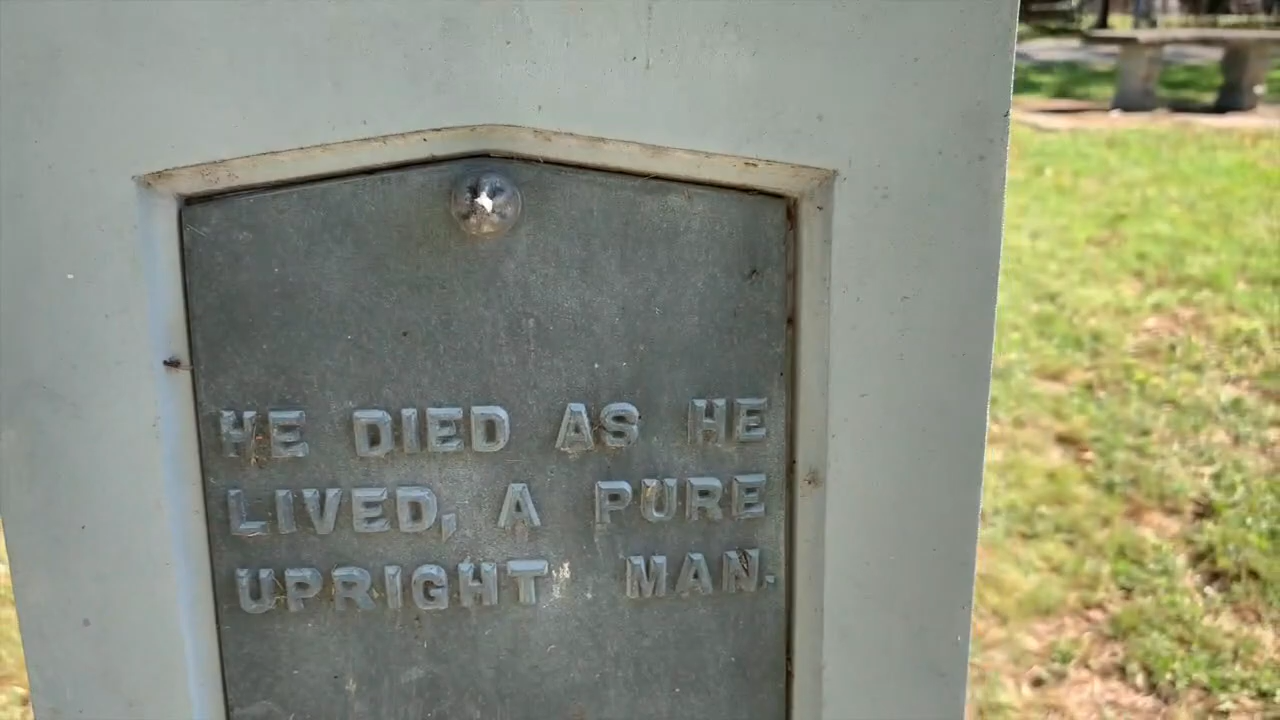 HE DIED AS HE
LIVED, A PURE
UPRIGHT MAN.